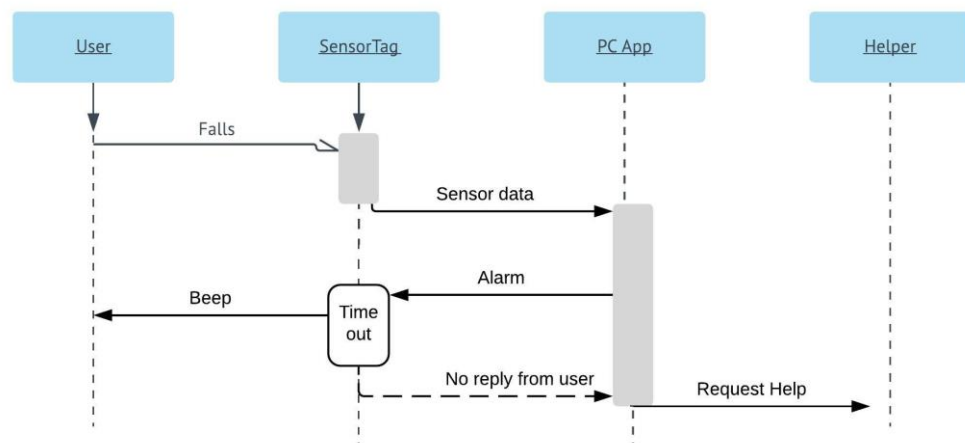 User
SensorTag
PC App
Helper
Falls
Sensor data
Alarm
Beep
Time
out
No reply from user
Request Help